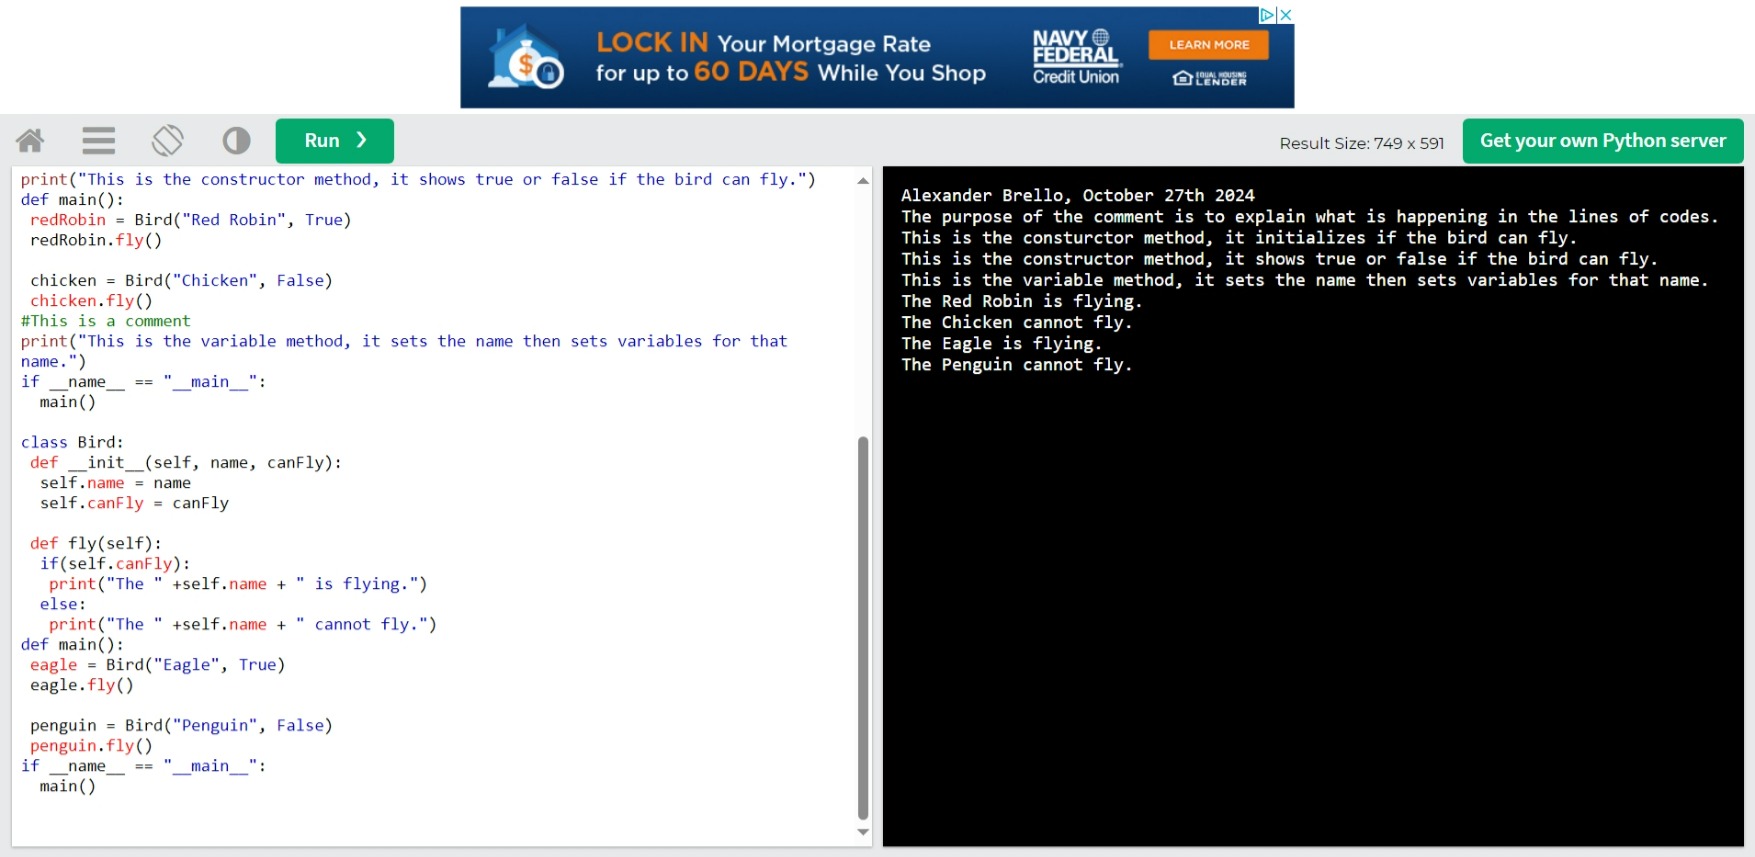 LOCK IN Your Mortgage Rate
for up to 60 DAYS While You Shop
NAVY
FEDERAL
Credit Union
LEARN MORE
EQUAL HOUSING
LENDER
Run ❯
Result Size: 749 x 591
Get your own Python server
print("This is the constructor method, it shows true or false if the bird can fly.")
def main():
 redRobin = Bird("Red Robin", True)
 redRobin.fly()
 chicken = Bird("Chicken", False)
 chicken.fly()
#This is a comment
print("This is the variable method, it sets the name then sets variables for that
name.")
if __name__ == "__main__":
  main()
class Bird:
 def __init__(self, name, canFly):
  self.name = name
  self.canFly = canFly
 def fly(self):
  if(self.canFly):
   print("The " +self.name + " is flying.")
  else:
   print("The " +self.name + " cannot fly.")
def main():
 eagle = Bird("Eagle", True)
 eagle.fly()
 penguin = Bird("Penguin", False)
 penguin.fly()
if __name__ == "__main__":
  main()
Alexander Brello, October 27th 2024
The purpose of the comment is to explain what is happening in the lines of codes.
This is the consturctor method, it initializes if the bird can fly.
This is the constructor method, it shows true or false if the bird can fly.
This is the variable method, it sets the name then sets variables for that name.
The Red Robin is flying.
The Chicken cannot fly.
The Eagle is flying.
The Penguin cannot fly.